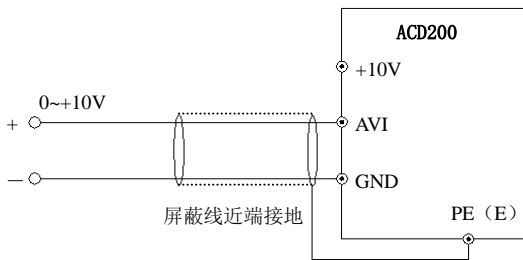 ACD200
+10V
0~+10V
+
AVI
—
GND
屏蔽线近端接地
PE（E）